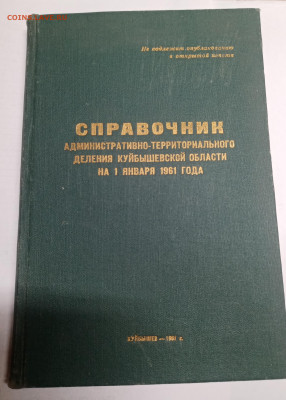 COINS.SU
Не подлежит опубликованию
в открытой печати
СПРАВОЧНИК
АДМИНИСТРАТИВНО-ТЕРРИТОРИАЛЬНОГО
ДЕЛЕНИЯ КУЙБЫШЕВСКОЙ ОБЛАСТИ
НА 1 ЯНВАРЯ 1961 ГОДА
КУЙБЫШЕВ — 1961 г.